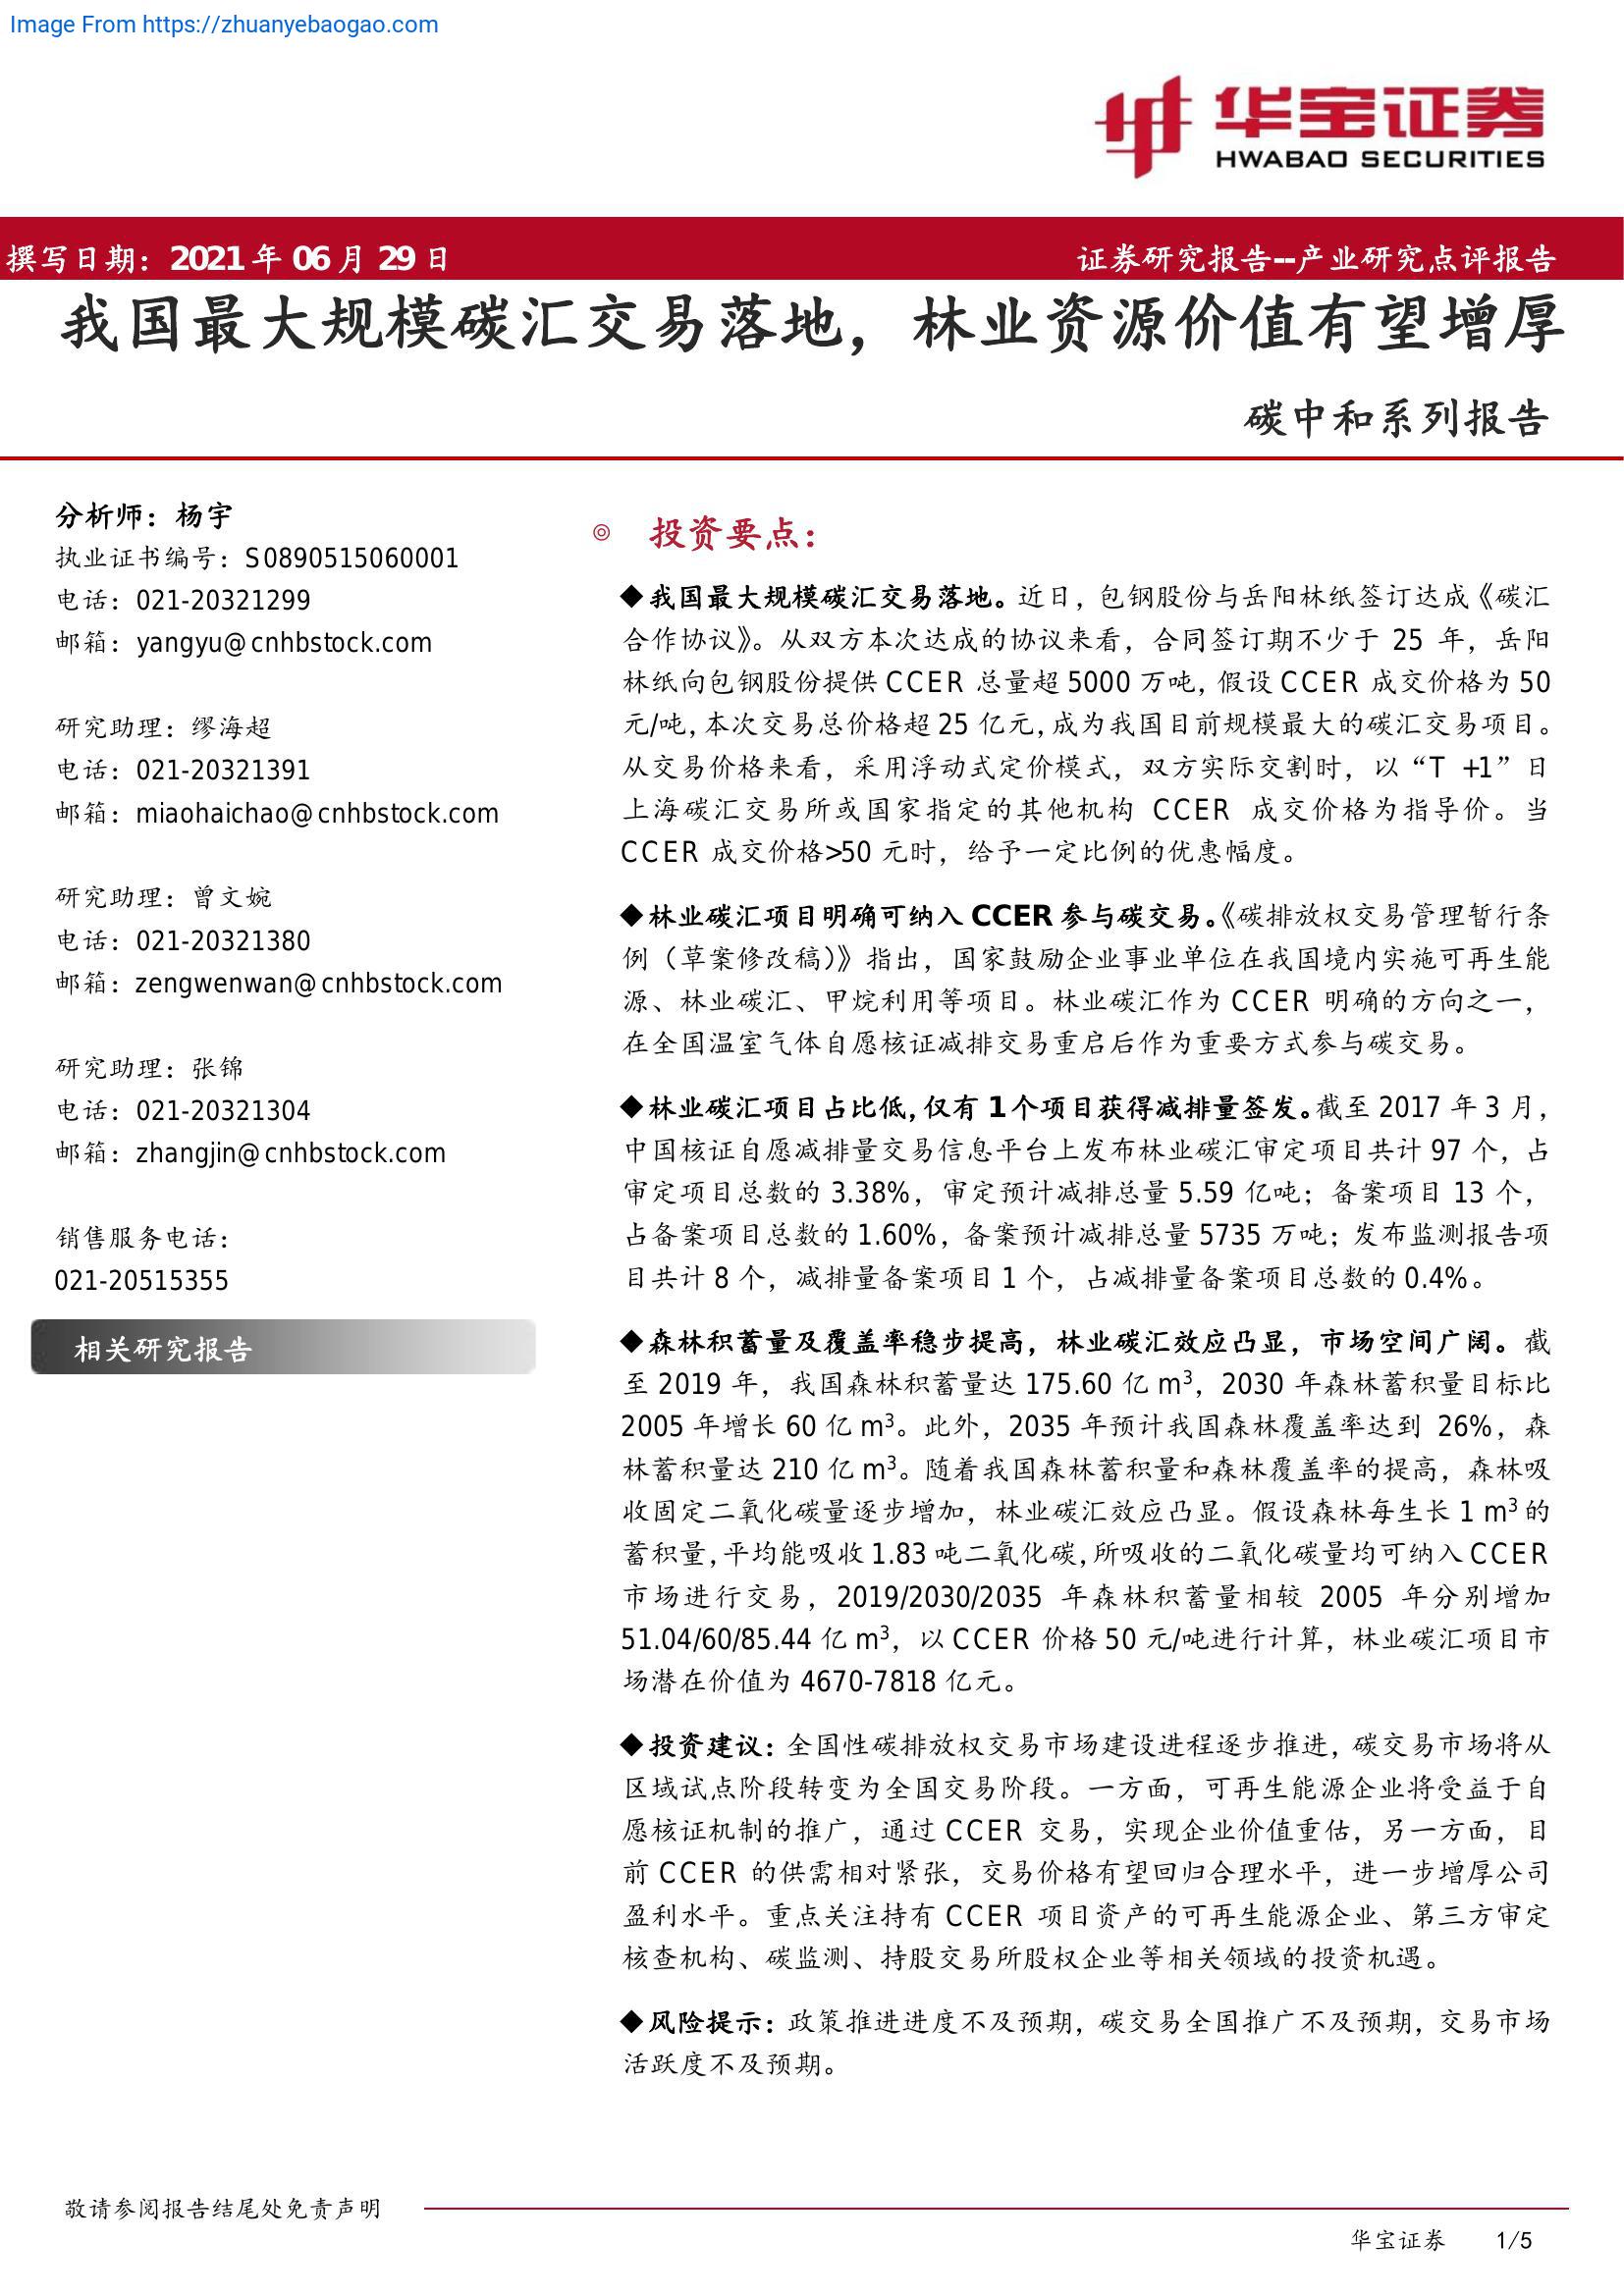 Image From https://zhuanyebaogao.com
华宝证券
HWABAO SECURITIES
撰写日期：2021 年 06 月 29 日
证券研究报告--产业研究点评报告
我国最大规模碳汇交易落地，林业资源价值有望增厚
碳中和系列报告
分析师：杨宇
执业证书编号：S0890515060001
电话：021-20321299
邮箱：yangyu@cnhbstock.com
研究助理：缪海超
电话：021-20321391
邮箱：miaohaichao@cnhbstock.com
研究助理：曾文婉
电话：021-20321380
邮箱：zengwenwan@cnhbstock.com
研究助理：张锦
电话：021-20321304
邮箱：zhangjin@cnhbstock.com
销售服务电话：
021-20515355
相关研究报告
◎ 投资要点：
◆我国最大规模碳汇交易落地。近日，包钢股份与岳阳林纸签订达成《碳汇
合作协议》。从双方本次达成的协议来看，合同签订期不少于 25 年，岳阳
林纸向包钢股份提供 CCER 总量超 5000 万吨，假设 CCER 成交价格为 50
元/吨，本次交易总价格超 25 亿元，成为我国目前规模最大的碳汇交易项目。
从交易价格来看，采用浮动式定价模式，双方实际交割时，以“T +1”日
上海碳汇交易所或国家指定的其他机构 CCER 成交价格为指导价。当
CCER 成交价格>50 元时，给予一定比例的优惠幅度。
◆林业碳汇项目明确可纳入 CCER 参与碳交易。《碳排放权交易管理暂行条
例（草案修改稿）》指出，国家鼓励企业事业单位在我国境内实施可再生能
源、林业碳汇、甲烷利用等项目。林业碳汇作为 CCER 明确的方向之一，
在全国温室气体自愿核证减排交易重启后作为重要方式参与碳交易。
◆林业碳汇项目占比低，仅有 1 个项目获得减排量签发。截至 2017 年 3 月，
中国核证自愿减排量交易信息平台上发布林业碳汇审定项目共计 97 个，占
审定项目总数的 3.38%，审定预计减排总量 5.59 亿吨；备案项目 13 个，
占备案项目总数的 1.60%，备案预计减排总量 5735 万吨；发布监测报告项
目共计 8 个，减排量备案项目 1 个，占减排量备案项目总数的 0.4%。
◆森林积蓄量及覆盖率稳步提高，林业碳汇效应凸显，市场空间广阔。截
至 2019 年，我国森林积蓄量达 175.60 亿 m³，2030 年森林蓄积量目标比
2005 年增长 60 亿 m³。此外，2035 年预计我国森林覆盖率达到 26%，森
林蓄积量达 210 亿 m³。随着我国森林蓄积量和森林覆盖率的提高，森林吸
收固定二氧化碳量逐步增加，林业碳汇效应凸显。假设森林每生长 1 m³ 的
蓄积量，平均能吸收 1.83 吨二氧化碳，所吸收的二氧化碳量均可纳入 CCER
市场进行交易，2019/2030/2035 年森林积蓄量相较 2005 年分别增加
51.04/60/85.44 亿 m³，以 CCER 价格 50 元/吨进行计算，林业碳汇项目市
场潜在价值为 4670-7818 亿元。
◆投资建议：全国性碳排放权交易市场建设进程逐步推进，碳交易市场将从
区域试点阶段转变为全国交易阶段。一方面，可再生能源企业将受益于自
愿核证机制的推广，通过 CCER 交易，实现企业价值重估，另一方面，目
前 CCER 的供需相对紧张，交易价格有望回归合理水平，进一步增厚公司
盈利水平。重点关注持有 CCER 项目资产的可再生能源企业、第三方审定
核查机构、碳监测、持股交易所股权企业等相关领域的投资机遇。
◆风险提示：政策推进进度不及预期，碳交易全国推广不及预期，交易市场
活跃度不及预期。
敬请参阅报告结尾处免责声明
华宝证券 1/5